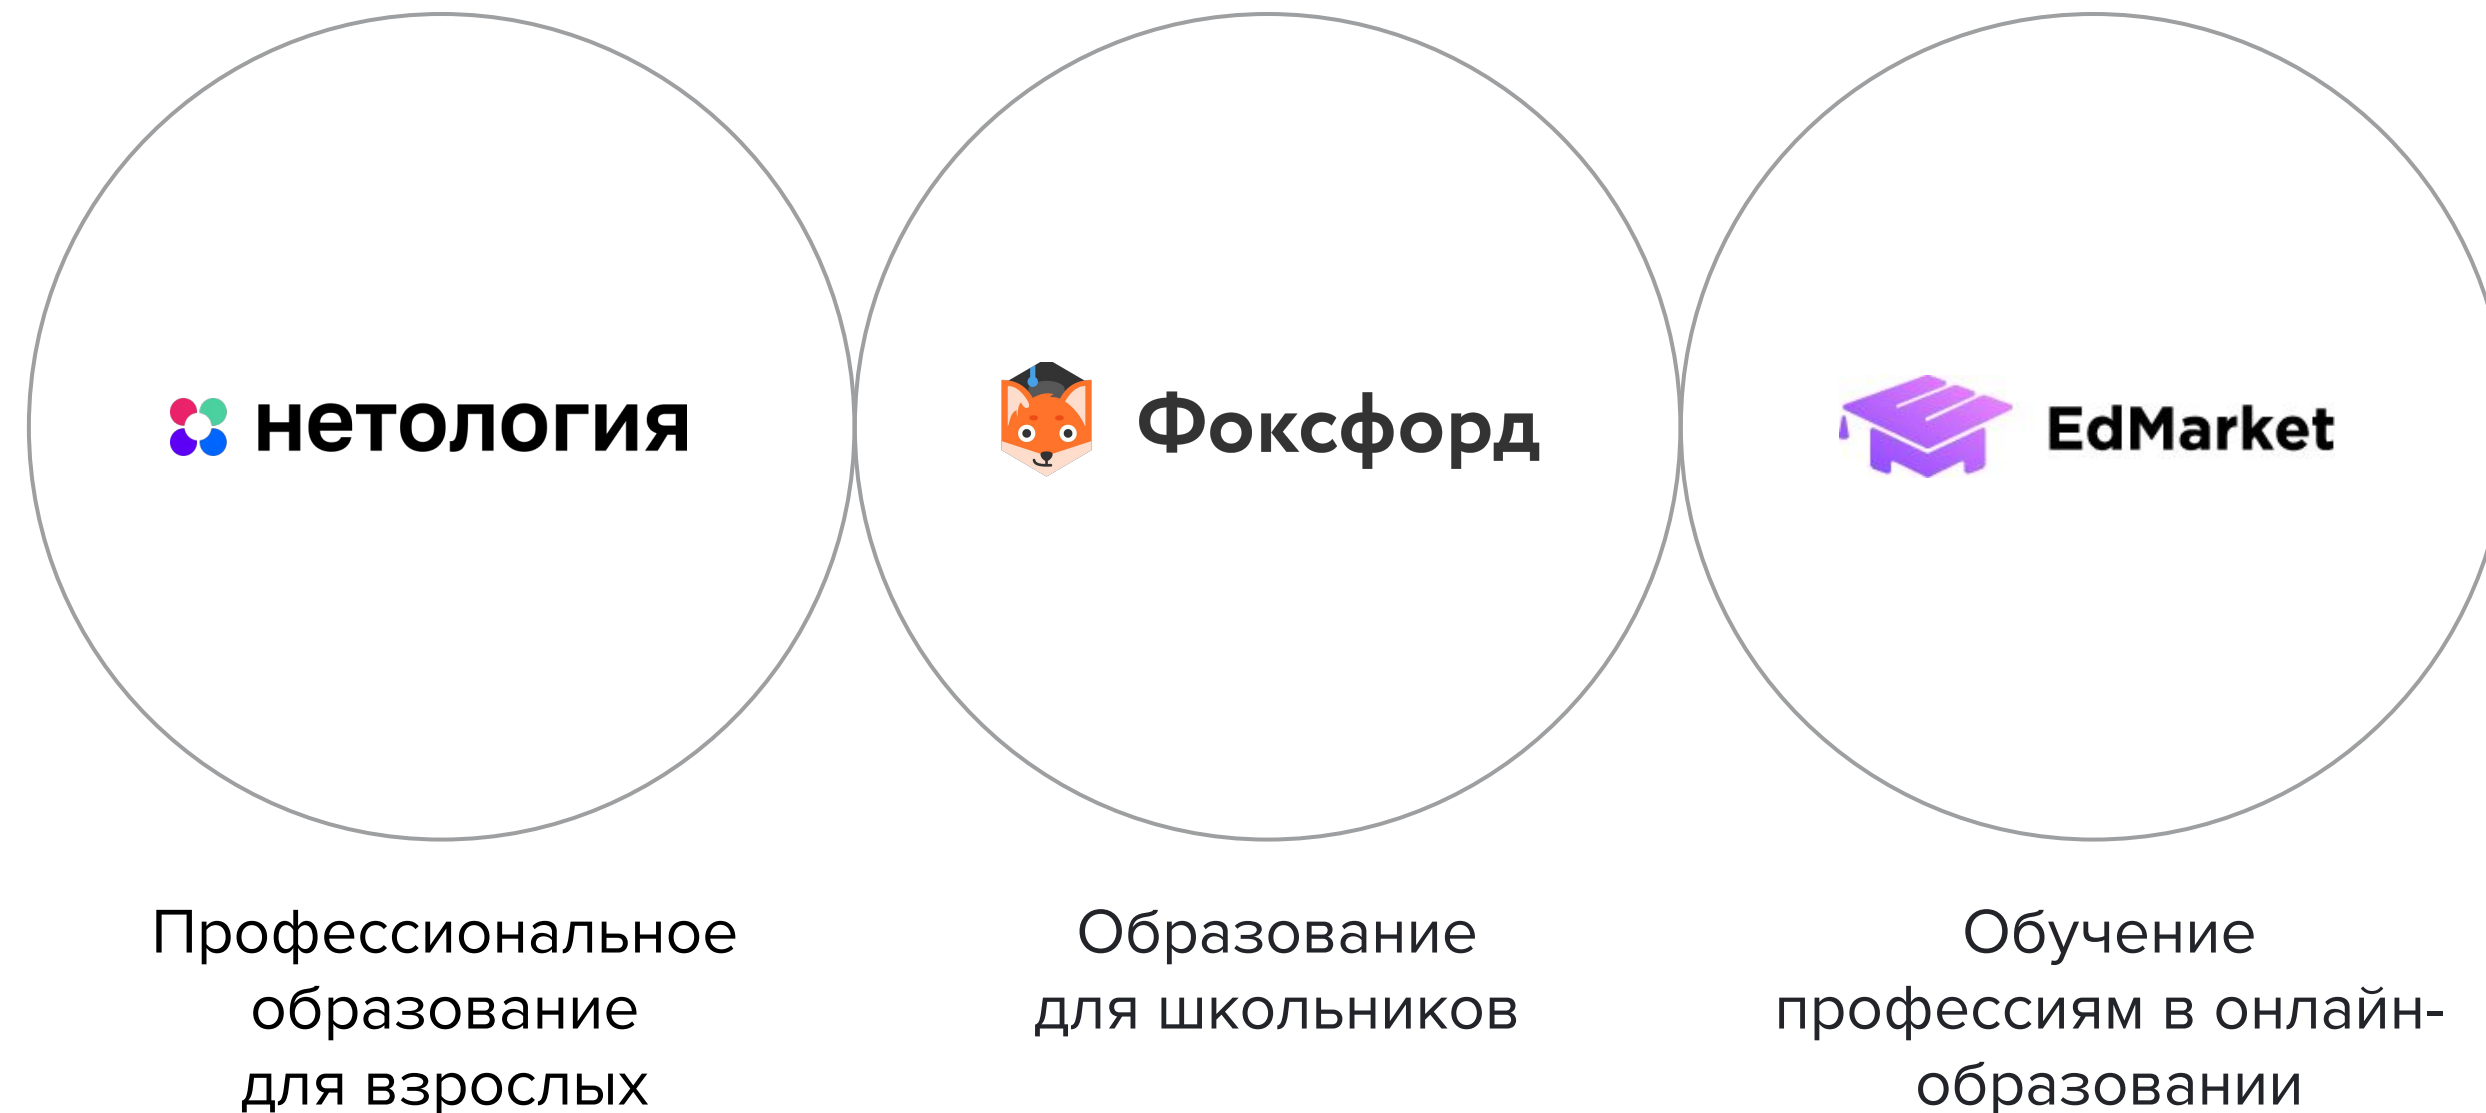 нетология
Фоксфорд
EdMarket
Профессиональное
образование
для взрослых
Образование
для школьников
Обучение
профессиям в онлайн-
образовании